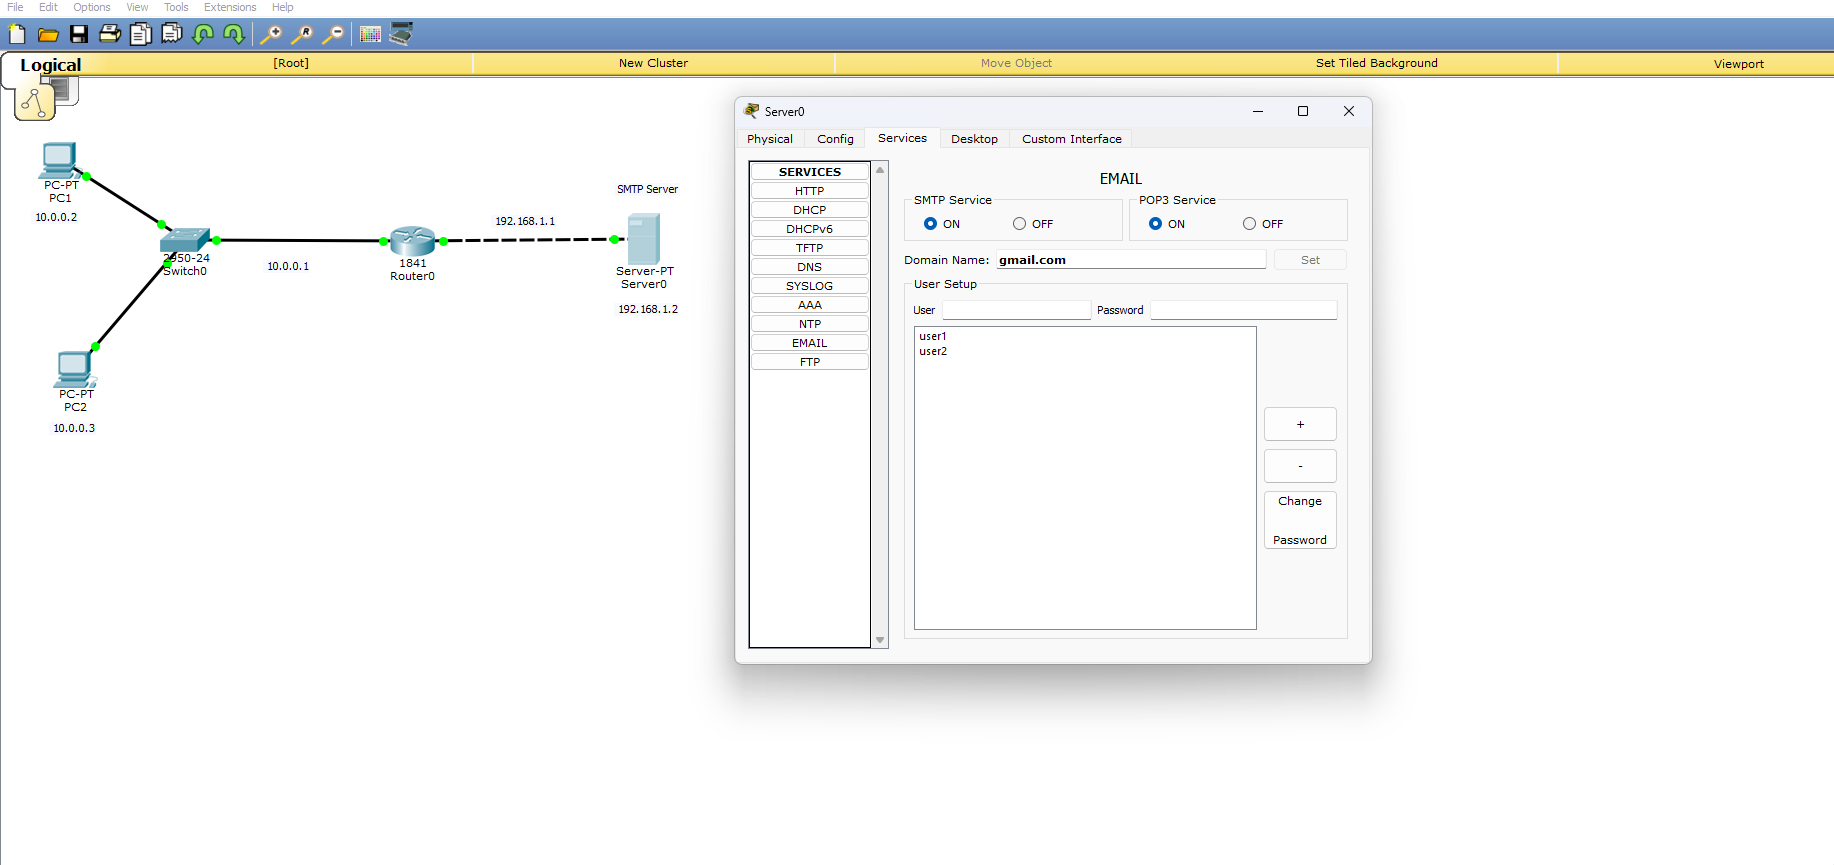 File Edit Options View Tools Extensions Help
Logical [Root] New Cluster Move Object Set Tiled Background Viewport
PC-PT
PC1
10.0.0.2
2950-24
Switch0
10.0.0.1
1841
Router0
192.168.1.1
SMTP Server
Server-PT
Server0
192.168.1.2
PC-PT
PC2
10.0.0.3
Server0
Physical Config Services Desktop Custom Interface
SERVICES
HTTP
DHCP
DHCPv6
TFTP
DNS
SYSLOG
AAA
NTP
EMAIL
FTP
EMAIL
SMTP Service
ON OFF
POP3 Service
ON OFF
Domain Name: gmail.com Set
User Setup
User Password
user1
user2
+
-
Change
Password